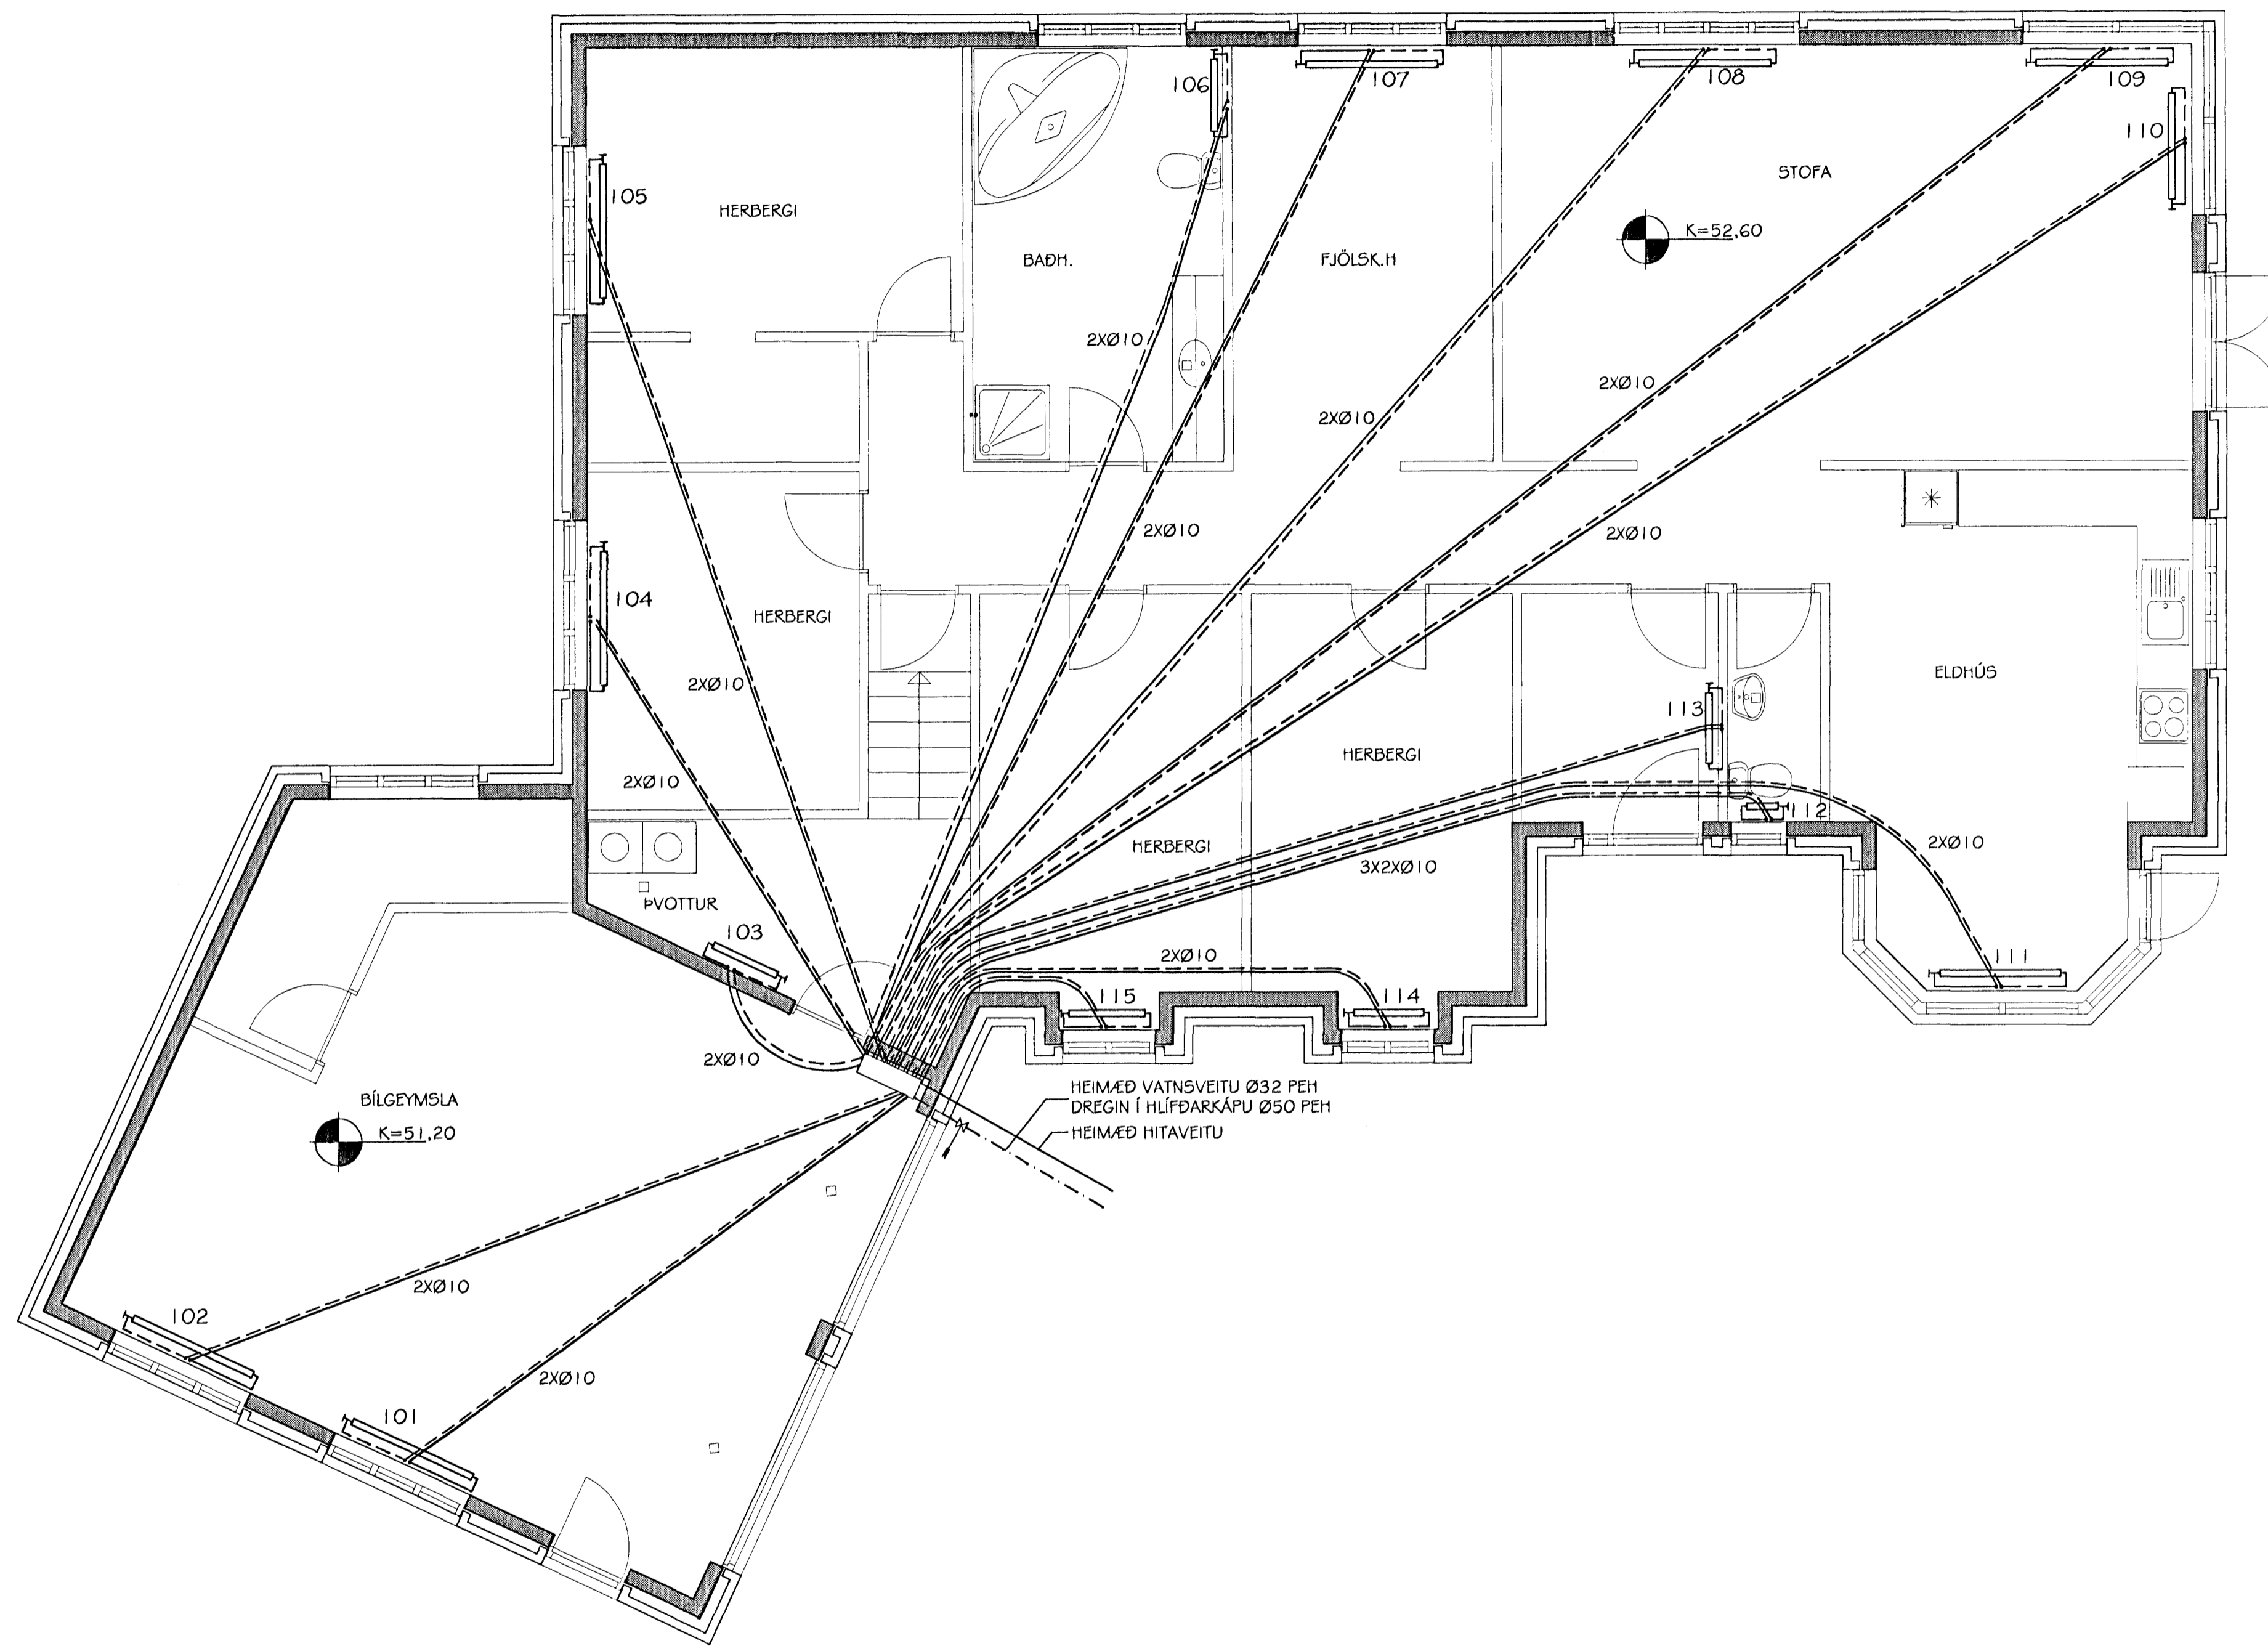 106
107
108
109
110
105
HERBERGI
STOFA
K=52,60
BAÐH.
FJÖLSK.H
2XØ10
2XØ10
2XØ10
2XØ10
2XØ10
104
HERBERGI
2XØ10
ELDHÚS
113
HERBERGI
2XØ10
112
HERBERGI
3X2XØ10
2XØ10
ÞVOTTUR
103
2XØ10
111
115
114
2XØ10
HEIMÆÐ VATNSVEITU Ø32 PEH
DREGIN Í HLÍFÐARKÁPU Ø50 PEH
HEIMÆÐ HITAVEITU
BÍLGEYMSLA
K=51,20
2XØ10
102
2XØ10
101